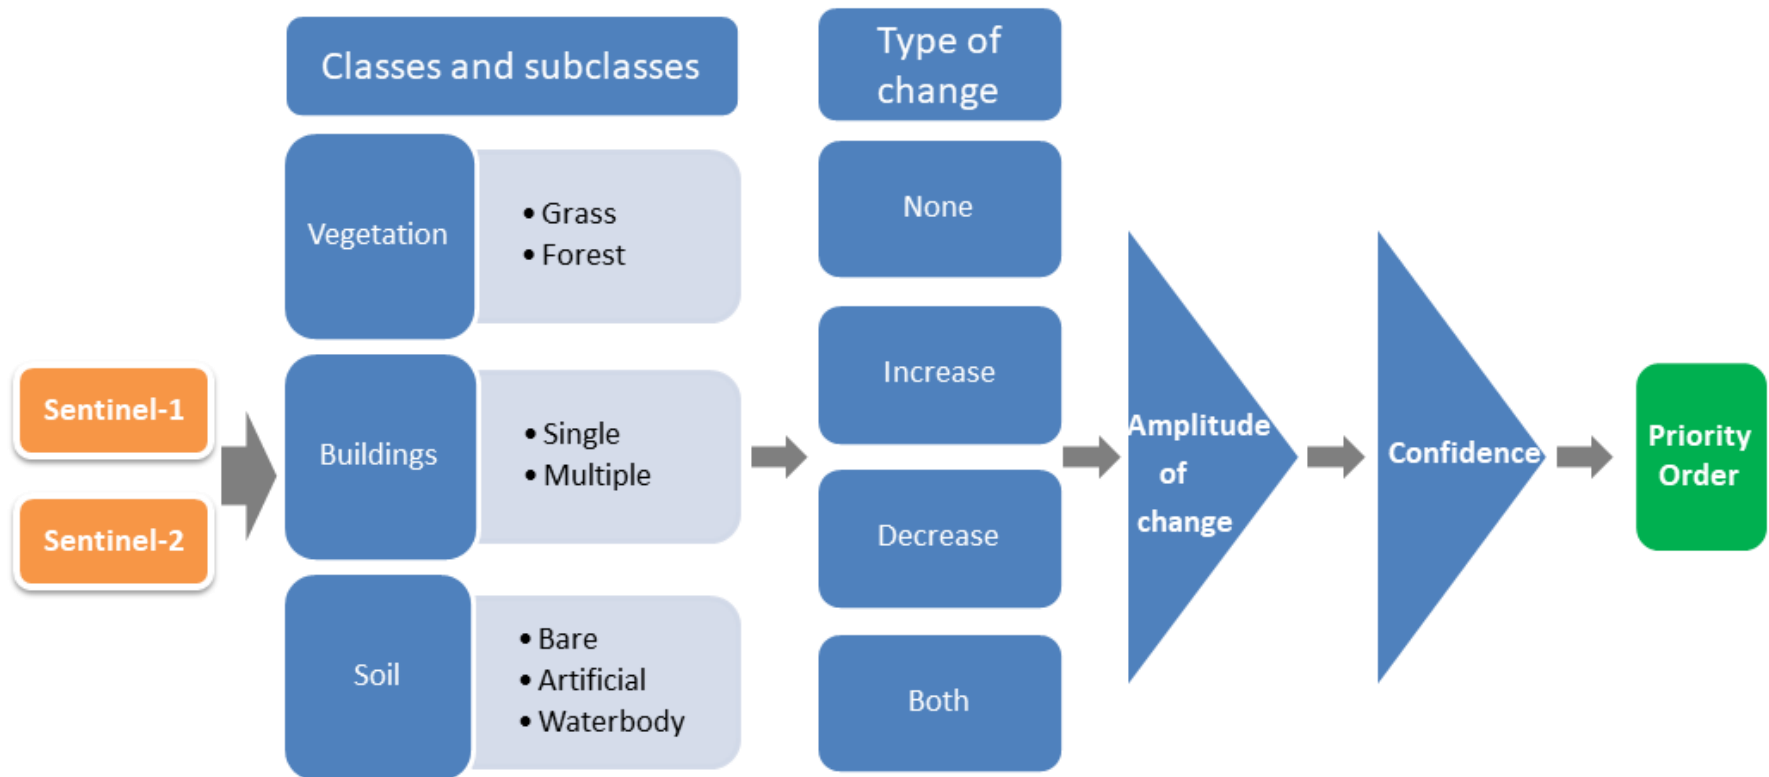 Sentinel-1
Sentinel-2
Classes and subclasses
Vegetation
• Grass
• Forest
Buildings
• Single
• Multiple
Soil
• Bare
• Artificial
• Waterbody
Type of
change
None
Increase
Decrease
Both
Amplitude
of
change
Confidence
Priority
Order